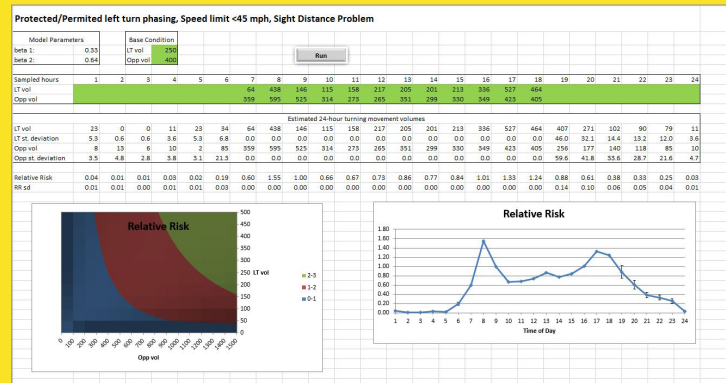 Protected/Permited left turn phasing, Speed limit <45 mph, Sight Distance Problem
Model Parameters Base Condition
beta 1: 0.33 LT vol 250
beta 2: 0.64 Opp vol 400
Run
Sampled hours 1 2 3 4 5 6 7 8 9 10 11 12 13 14 15 16 17 18 19 20 21 22 23 24
LT vol 64 438 146 115 158 217 205 201 213 336 527 464
Opp vol 359 595 525 314 273 265 351 299 330 349 423 405
Estimated 24-hour turning movement volumes
LT vol 23 0 0 11 23 34 64 438 146 115 158 217 205 201 213 336 527 464 407 271 102 90 79 11
LT st. deviation 5.3 0.6 0.6 3.6 5.3 6.8 0.0 0.0 0.0 0.0 0.0 0.0 0.0 0.0 0.0 0.0 0.0 0.0 46.0 32.1 14.4 13.2 12.0 3.6
Opp vol 8 13 6 10 2 85 359 595 525 314 273 265 351 299 330 349 423 405 256 177 140 118 85 10
Opp st. deviation 3.5 4.8 2.8 3.8 3.1 21.3 0.0 0.0 0.0 0.0 0.0 0.0 0.0 0.0 0.0 0.0 0.0 0.0 59.6 41.8 33.6 28.7 21.6 4.7
Relative Risk 0.04 0.01 0.01 0.03 0.02 0.19 0.60 1.55 1.00 0.66 0.67 0.73 0.86 0.77 0.84 1.01 1.33 1.24 0.88 0.61 0.38 0.33 0.25 0.03
RR sd 0.01 0.01 0.00 0.01 0.01 0.03 0.00 0.00 0.00 0.00 0.00 0.00 0.00 0.00 0.00 0.00 0.00 0.00 0.14 0.10 0.06 0.05 0.04 0.01
Relative Risk
500
450
400
350
300
250 LT vol
200
150
100
50
0
2-3
1-2
0-1
0 100 200 300 400 500 600 700 800 900 1000 1100 1200 1300 1400 1500
Opp vol
Relative Risk
1.80
1.60
1.40
1.20
1.00
0.80
0.60
0.40
0.20
0.00
1 2 3 4 5 6 7 8 9 10 11 12 13 14 15 16 17 18 19 20 21 22 23 24
Time of Day